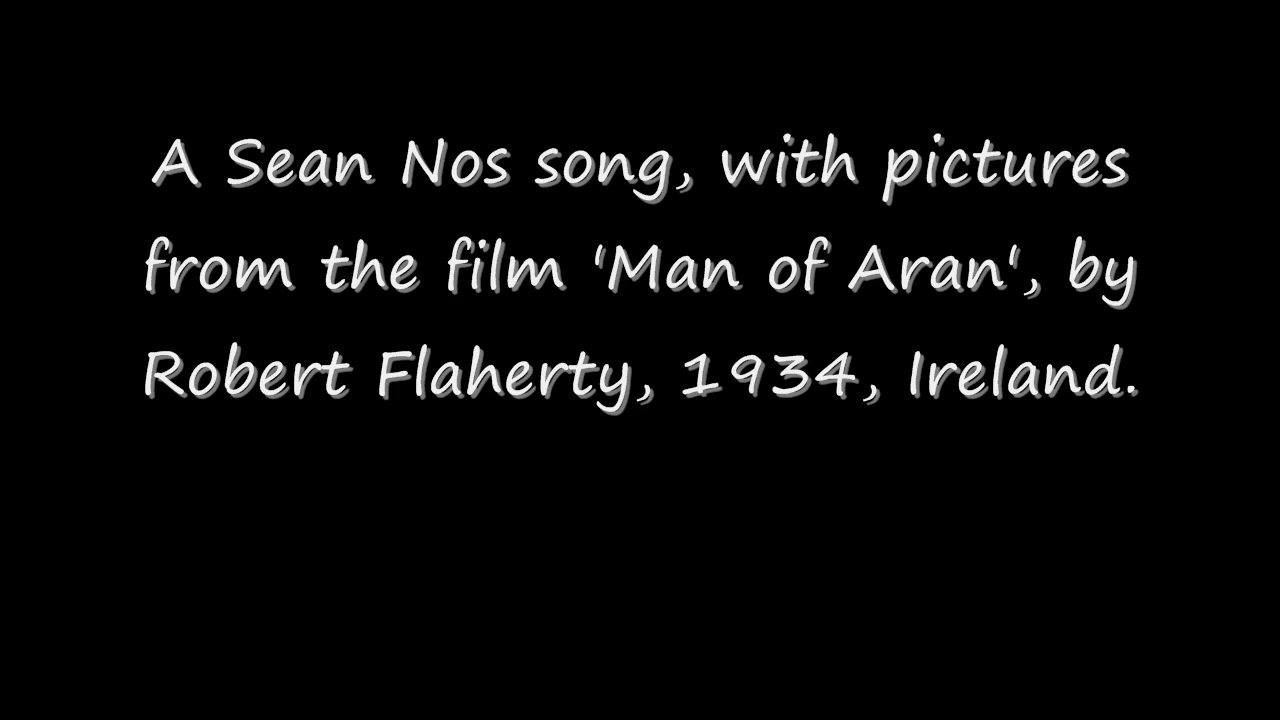 A Sean Nos song, with pictures
from the film 'Man of Aran', by
Robert Flaherty, 1934, Ireland.